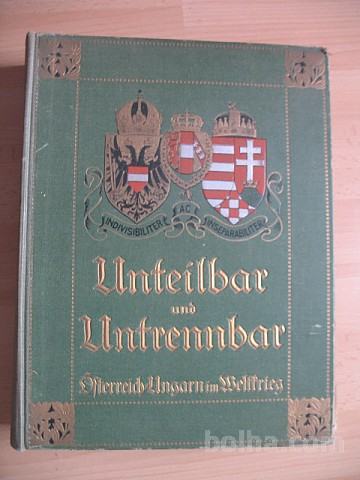 INDIVISIBILITER AC INSEPARABILITER
Unteilbar
und
Untrennbar
Österreich-Ungarn im Weltkrieg
bolha.com